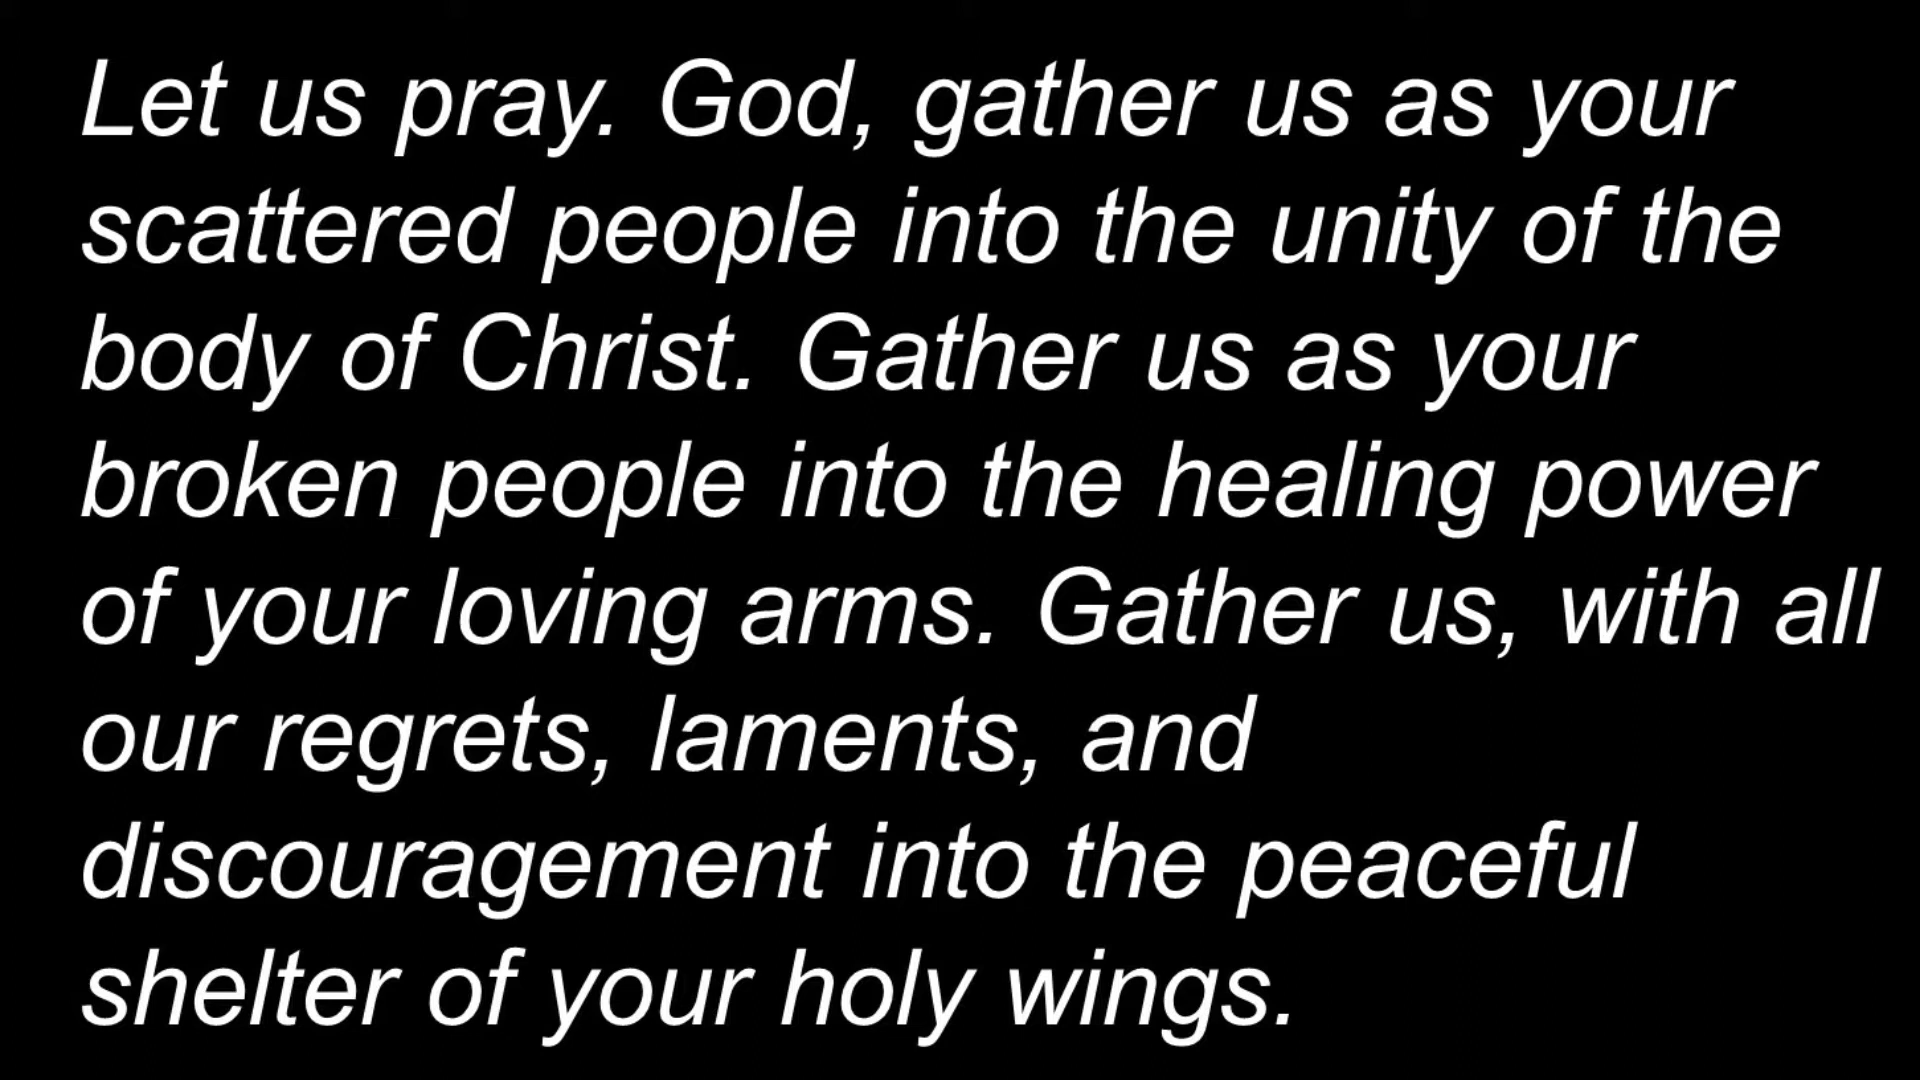 Let us pray. God, gather us as your
scattered people into the unity of the
body of Christ. Gather us as your
broken people into the healing power
of your loving arms. Gather us, with all
our regrets, laments, and
discouragement into the peaceful
shelter of your holy wings.